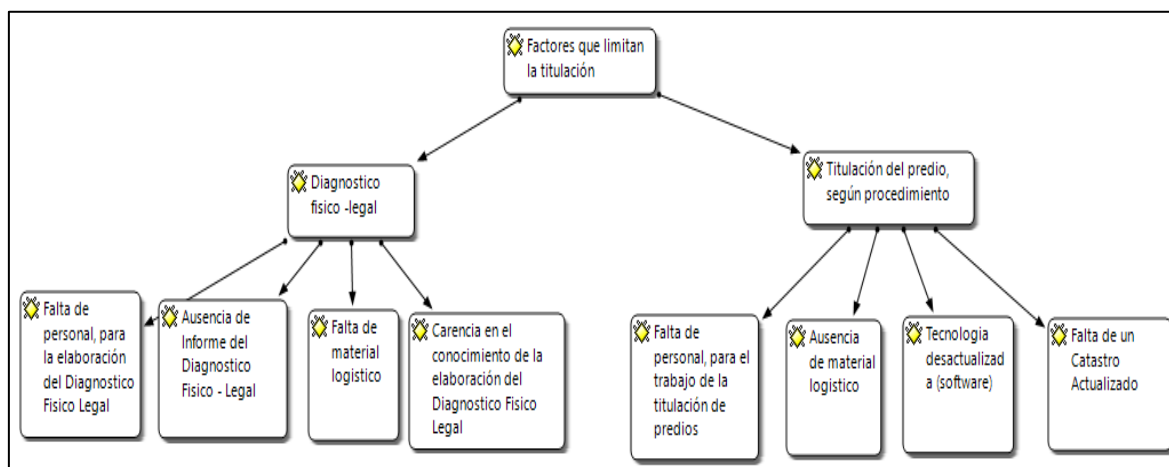 Factores que limitan
la titulación
Diagnostico
fisico -legal
Titulación del predio,
según procedimiento
Falta de
personal, para
la elaboración
del Diagnostico
Fisico Legal
Ausencia de
Informe del
Diagnostico
Fisico - Legal
Falta de
material
logistico
Carencia en el
conocimiento de la
elaboración del
Diagnostico Fisico
Legal
Falta de
personal, para el
trabajo de la
titulación de
predios
Ausencia
de material
logistico
Tecnologia
desactualizad
a (software)
Falta de un
Catastro
Actualizado